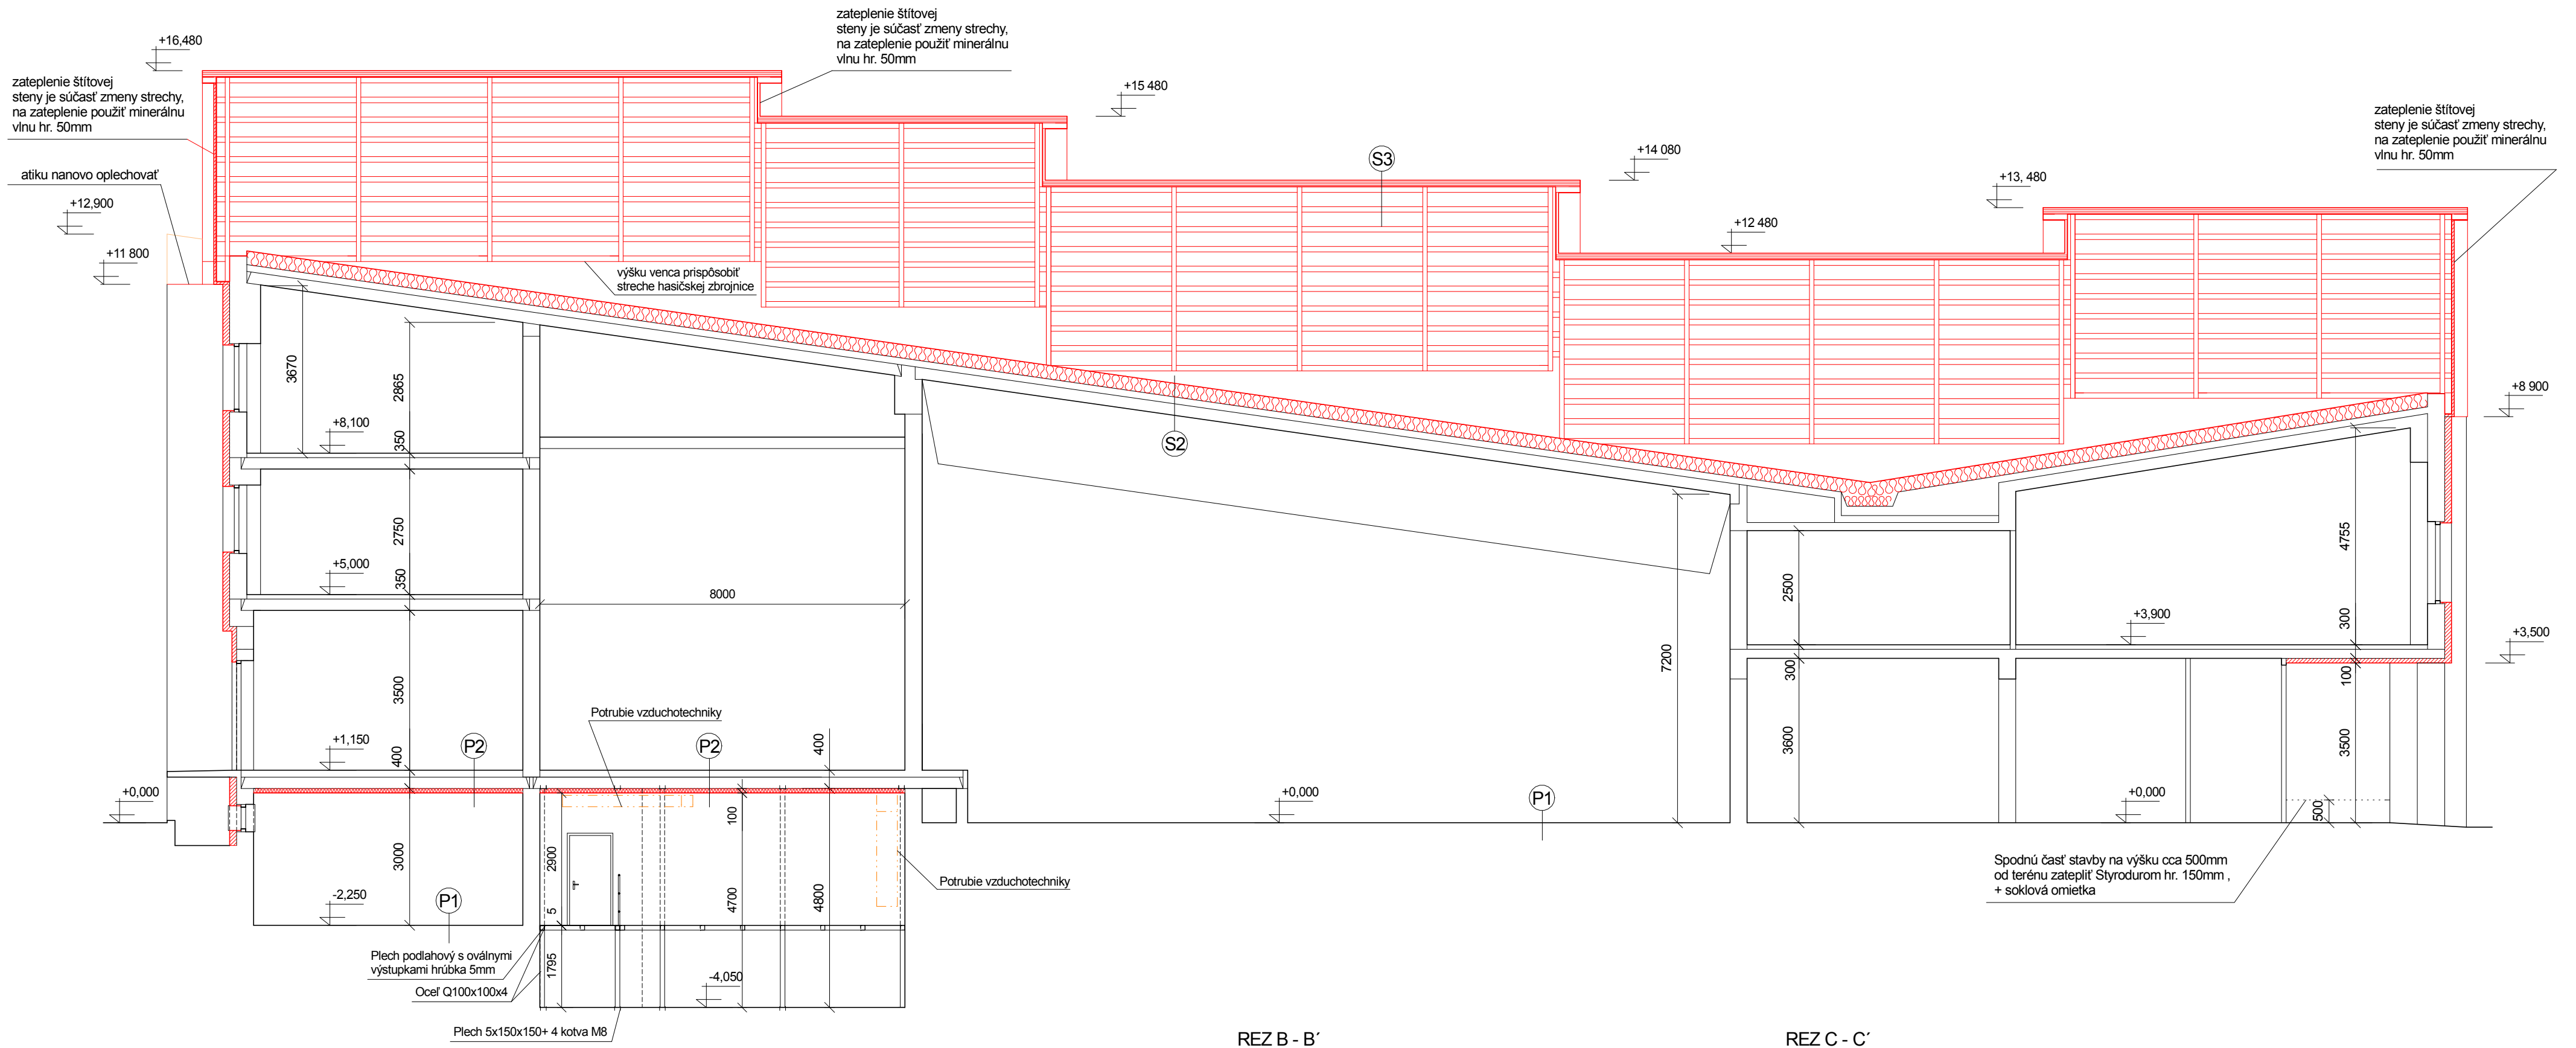 zateplenie štítovej
steny je súčasť zmeny strechy,
na zateplenie použiť minerálnu
vlnu hr. 50mm
+16,480
zateplenie štítovej
steny je súčasť zmeny strechy,
na zateplenie použiť minerálnu
vlnu hr. 50mm
+15 480
zateplenie štítovej
steny je súčasť zmeny strechy,
na zateplenie použiť minerálnu
vlnu hr. 50mm
+14 080
S3
atiku nanovo oplechovať
+13, 480
+12,900
+12 480
+11 800
výšku venca prispôsobiť
streche hasičskej zbrojnice
3670
2865
+8 900
+8,100
350
S2
2750
4755
+5,000
350
8000
2500
+3,900
300
+3,500
7200
300
100
3500
Potrubie vzduchotechniky
+1,150
P2
P2
400
400
3600
3500
+0,000
+0,000
P1
+0,000
500
100
3000
2900
Spodnú časť stavby na výšku cca 500mm
od terénu zatepliť Styrodurom hr. 150mm ,
+ soklová omietka
Potrubie vzduchotechniky
-2,250
P1
5
4700
4800
Plech podlahový s oválnymi
výstupkami hrúbka 5mm
1795
-4,050
Oceľ Q100x100x4
Plech 5x150x150+ 4 kotva M8
REZ B - B´
REZ C - C´